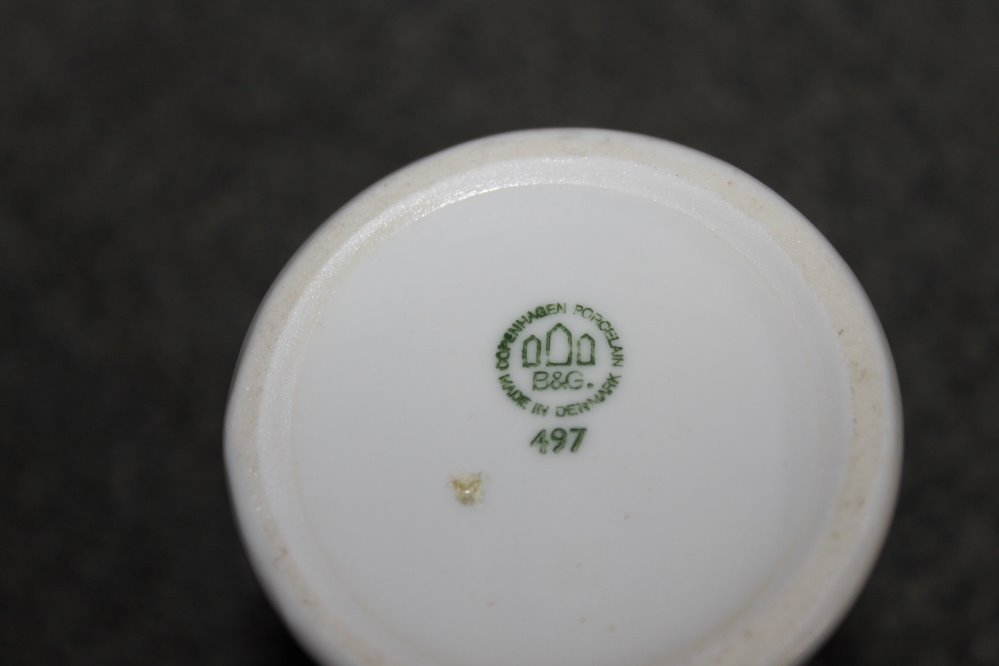 COPENHAGEN PORCELAIN
B&G.
MADE IN DENMARK
497